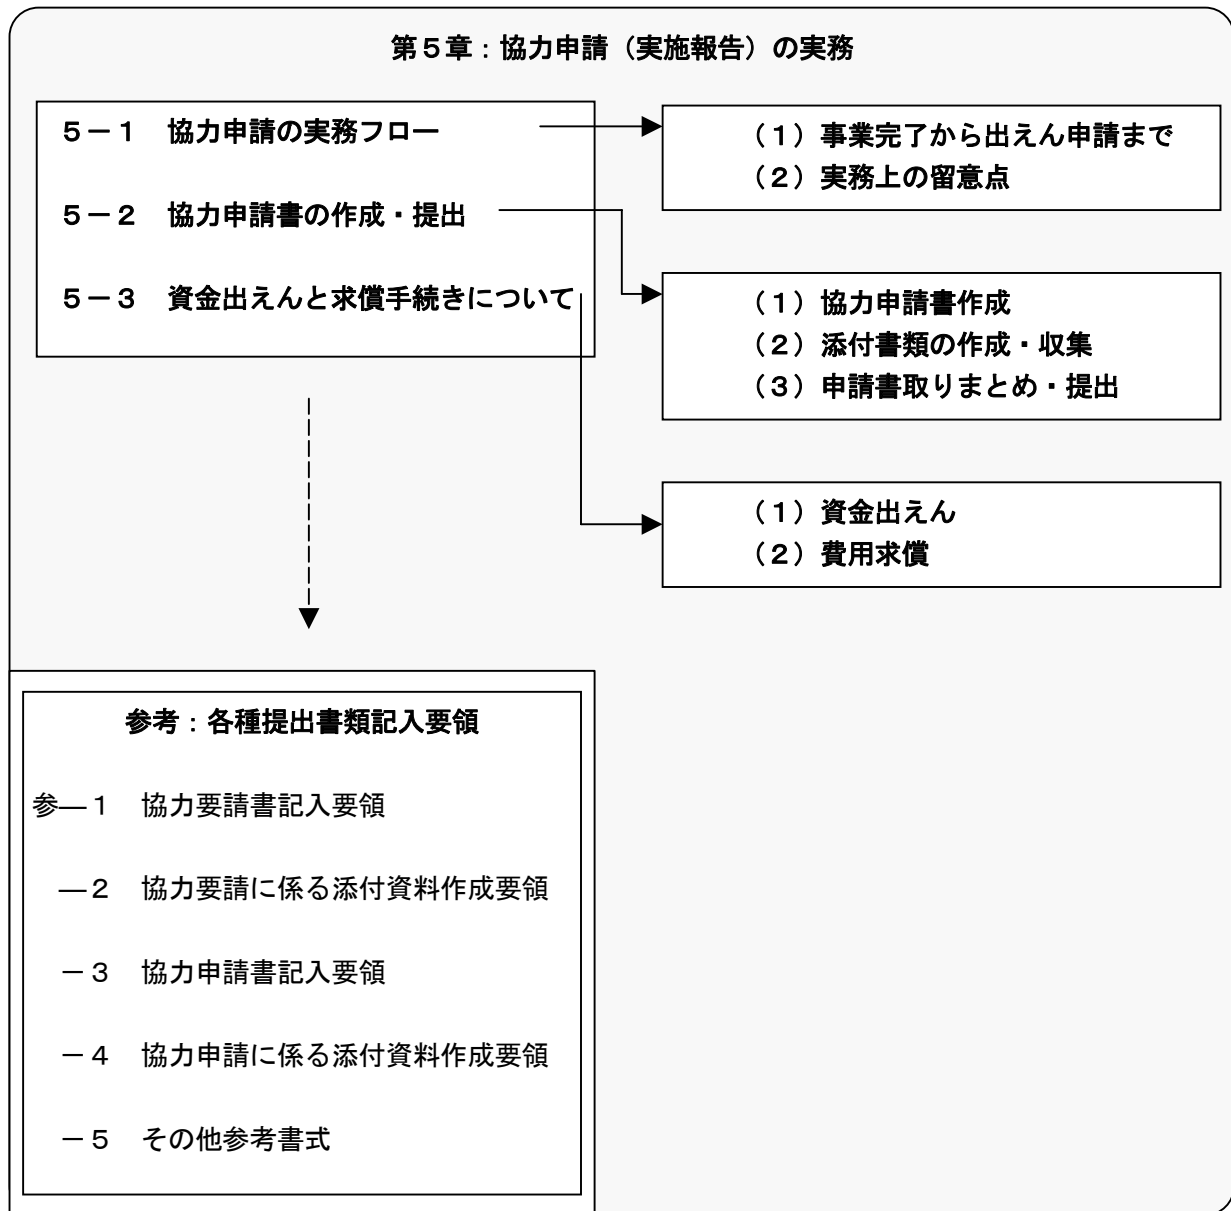 第５章：協力申請（実施報告）の実務
５－１　協力申請の実務フロー
５－２　協力申請書の作成・提出
５－３　資金出えんと求償手続きについて
（１）事業完了から出えん申請まで
（２）実務上の留意点
（１）協力申請書作成
（２）添付書類の作成・収集
（３）申請書取りまとめ・提出
（１）資金出えん
（２）費用求償
参考：各種提出書類記入要領
参―１　協力要請書記入要領
―２　協力要請に係る添付資料作成要領
－３　協力申請書記入要領
－４　協力申請に係る添付資料作成要領
－５　その他参考書式